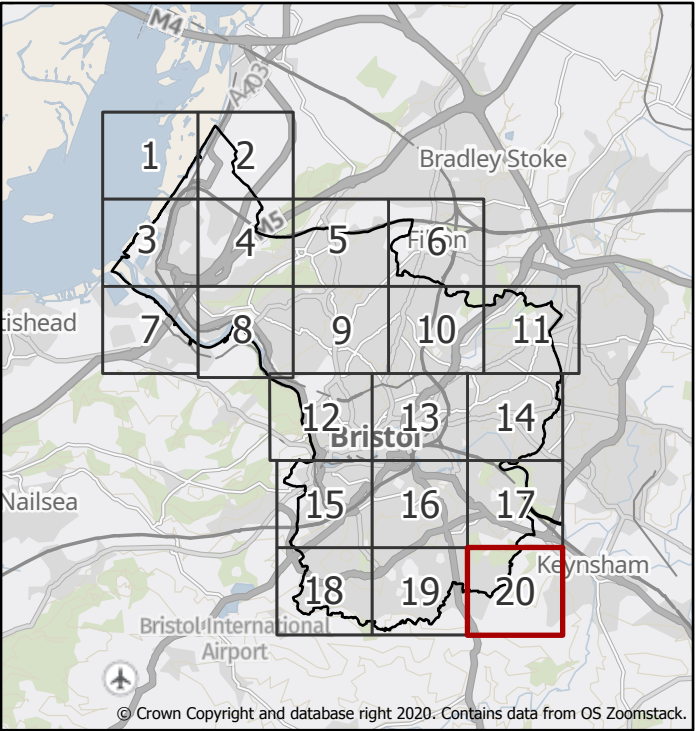 M4
A403
1
2
Bradley Stoke
M5
3
4
5
6
Filton
tishead
7
8
9
10
11
12
13
14
Bristol
Nailsea
15
16
17
Keynsham
18
19
20
Bristol International
Airport
© Crown Copyright and database right 2020. Contains data from OS Zoomstack.